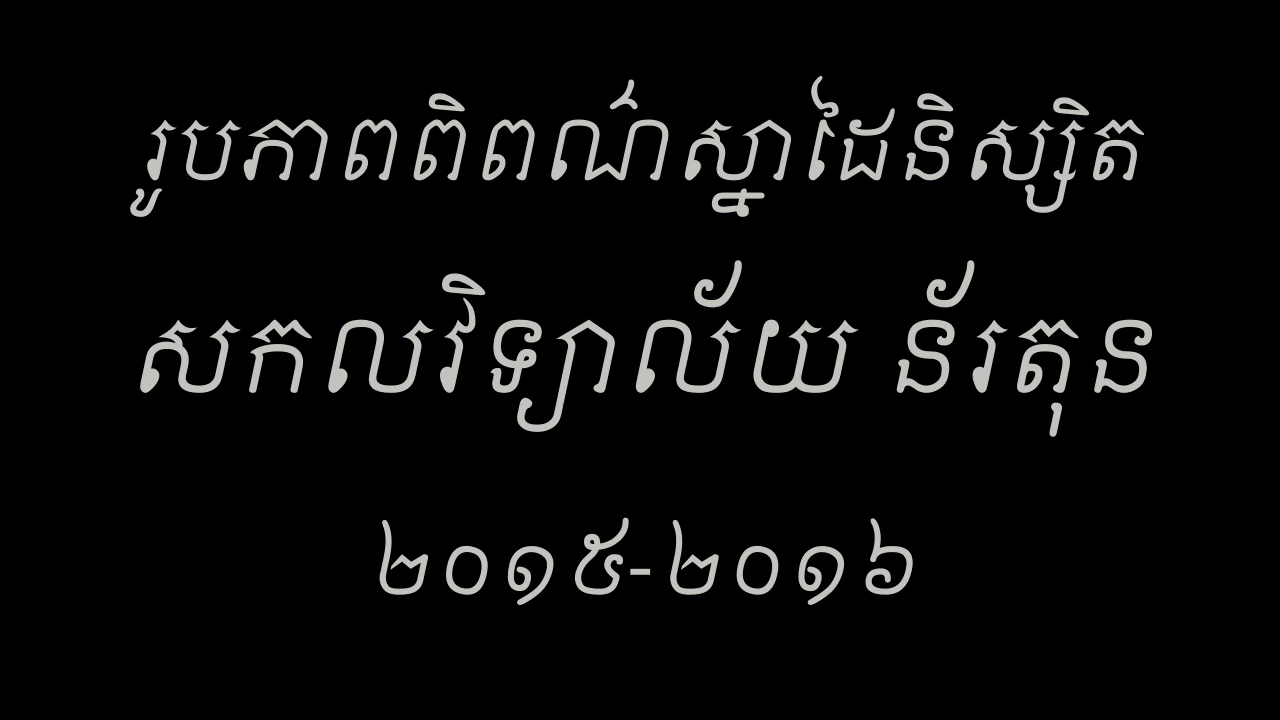 រូបភាពពិពណ៌ស្នាដៃនិស្សិត
សកលវិទ្យាល័យ ន័រតុន
២០១៥-២០១៦